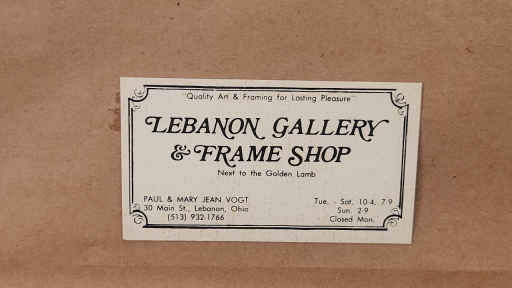 "Quality Art & Framing for Lasting Pleasure"
LEBANON GALLERY
& FRAME SHOP
Next to the Golden Lamb
PAUL & MARY JEAN VOGT
30 Main St., Lebanon, Ohio
(513) 932-1766
Tue. - Sat. 10-4, 7-9
Sun. 2-9
Closed Mon.